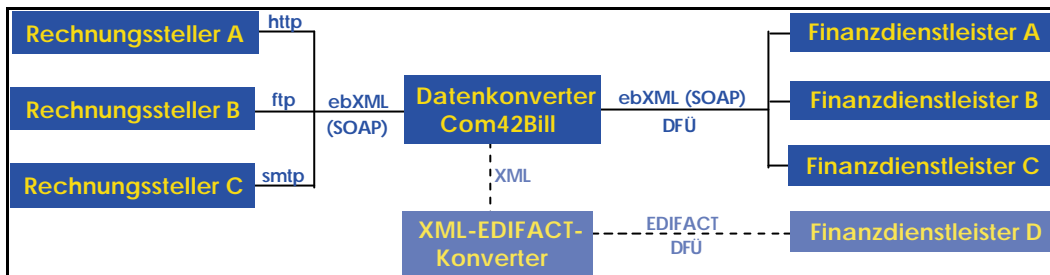 Rechnungssteller A
http
Finanzdienstleister A
Rechnungssteller B
ftp
ebXML
(SOAP)
Datenkonverter
Com42Bill
ebXML (SOAP)
DFÜ
Finanzdienstleister B
Rechnungssteller C
smtp
XML
Finanzdienstleister C
XML-EDIFACT-
Konverter
EDIFACT
DFÜ
Finanzdienstleister D